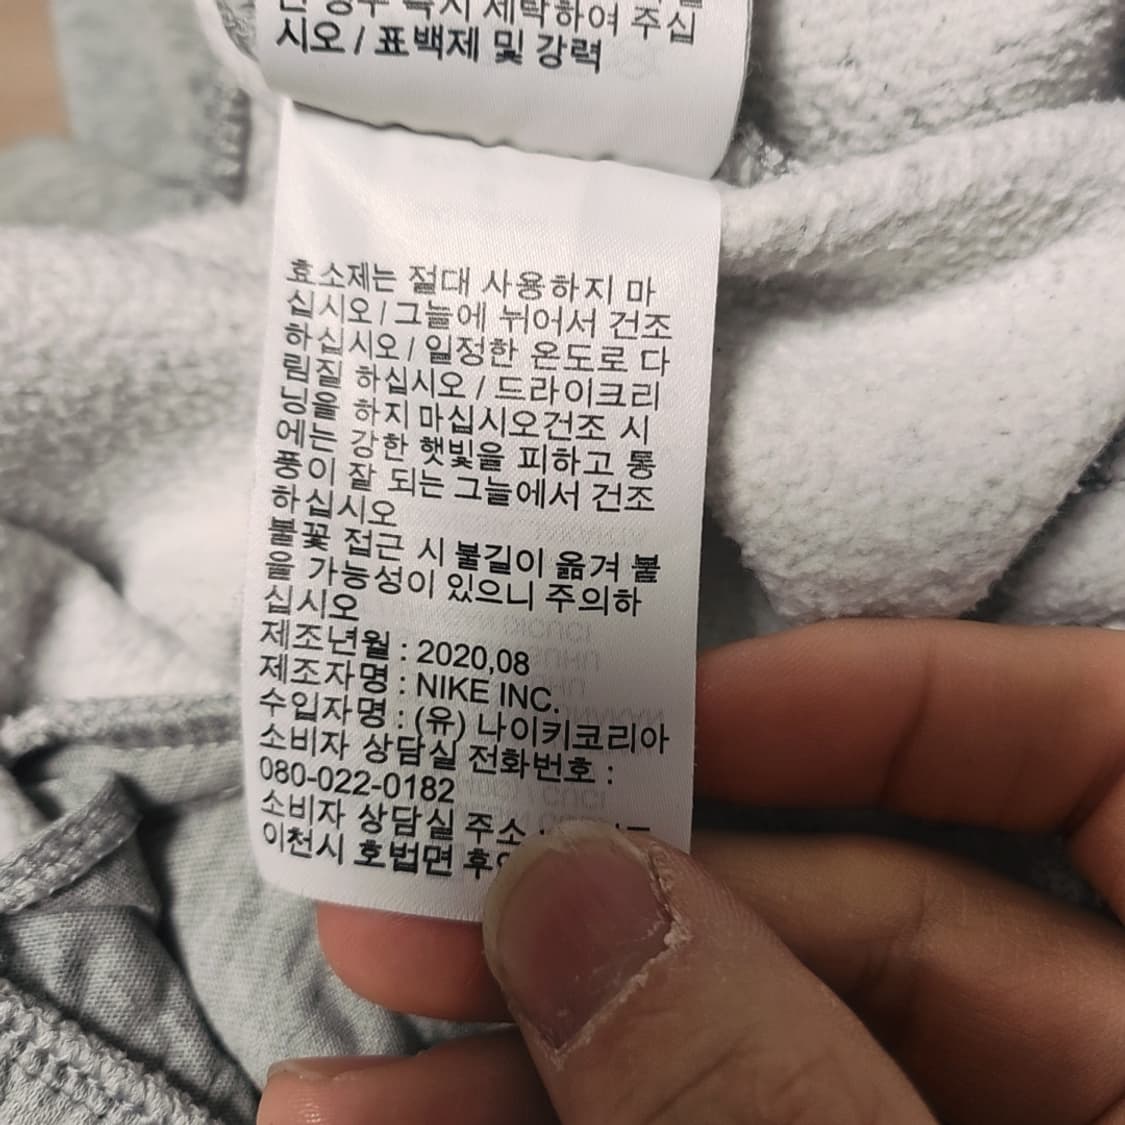 즉시 세탁하여 주십
시오 / 표백제 및 강력
효소제는 절대 사용하지 마
십시오 / 그늘에 뉘어서 건조
하십시오 / 일정한 온도로 다
림질 하십시오 / 드라이크리
닝을 하지 마십시오건조 시
에는 강한 햇빛을 피하고 통
풍이 잘 되는 그늘에서 건조
하십시오
불꽃 접근 시 불길이 옮겨 붙
을 가능성이 있으니 주의하
십시오
제조년월 : 2020,08
제조자명 : NIKE INC.
수입자명 : (유) 나이키코리아
소비자 상담실 전화번호 :
080-022-0182
소비자 상담실 주소 :
이천시 호법면